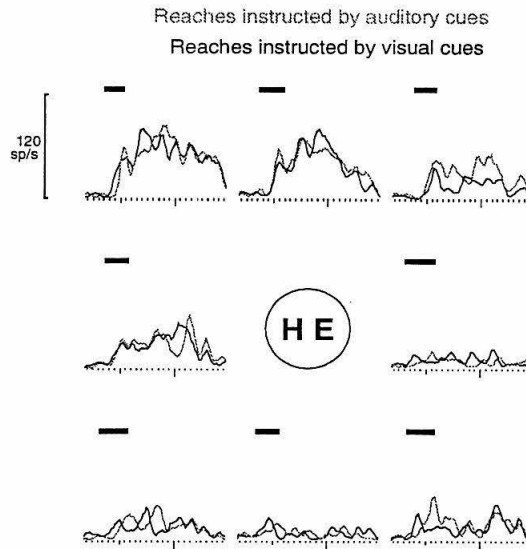 Reaches instructed by auditory cues
Reaches instructed by visual cues
120
sp/s
H E